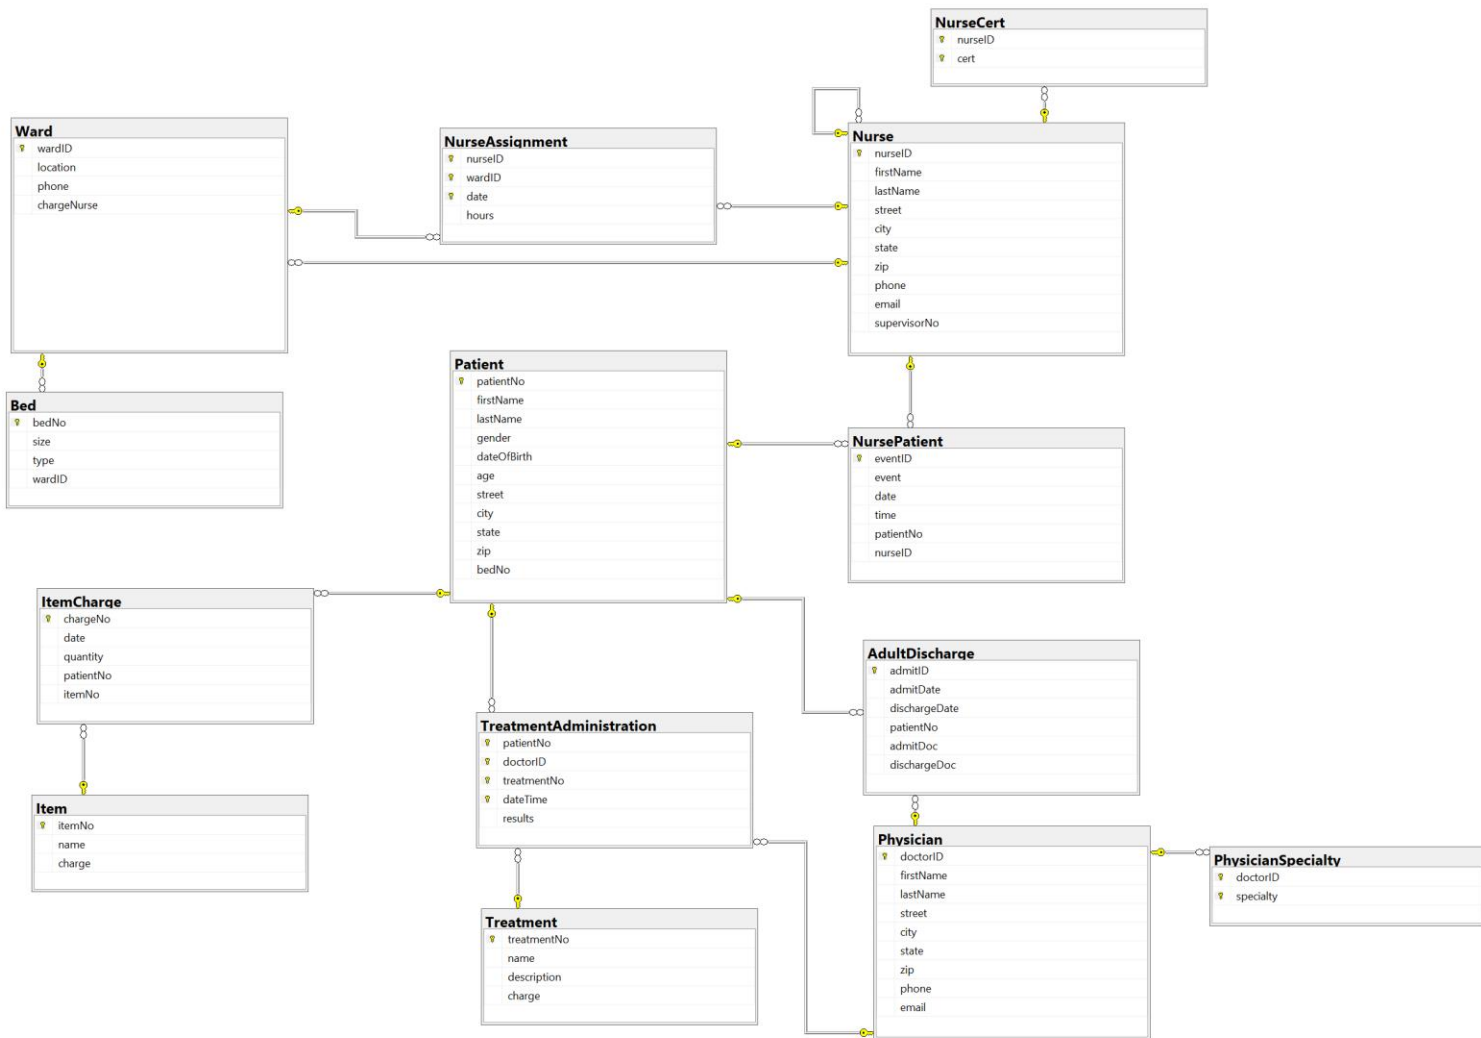 NurseCert
nurseID
cert
Ward
wardID
location
phone
chargeNurse
NurseAssignment
nurseID
wardID
date
hours
Nurse
nurseID
firstName
lastName
street
city
state
zip
phone
email
supervisorNo
Patient
patientNo
firstName
lastName
gender
dateOfBirth
age
street
city
state
zip
bedNo
Bed
bedNo
size
type
wardID
NursePatient
eventID
event
date
time
patientNo
nurseID
ItemCharge
chargeNo
date
quantity
patientNo
itemNo
AdultDischarge
admitID
admitDate
dischargeDate
patientNo
admitDoc
dischargeDoc
TreatmentAdministration
patientNo
doctorID
treatmentNo
dateTime
results
Item
itemNo
name
charge
Physician
doctorID
firstName
lastName
street
city
state
zip
phone
email
PhysicianSpecialty
doctorID
specialty
Treatment
treatmentNo
name
description
charge